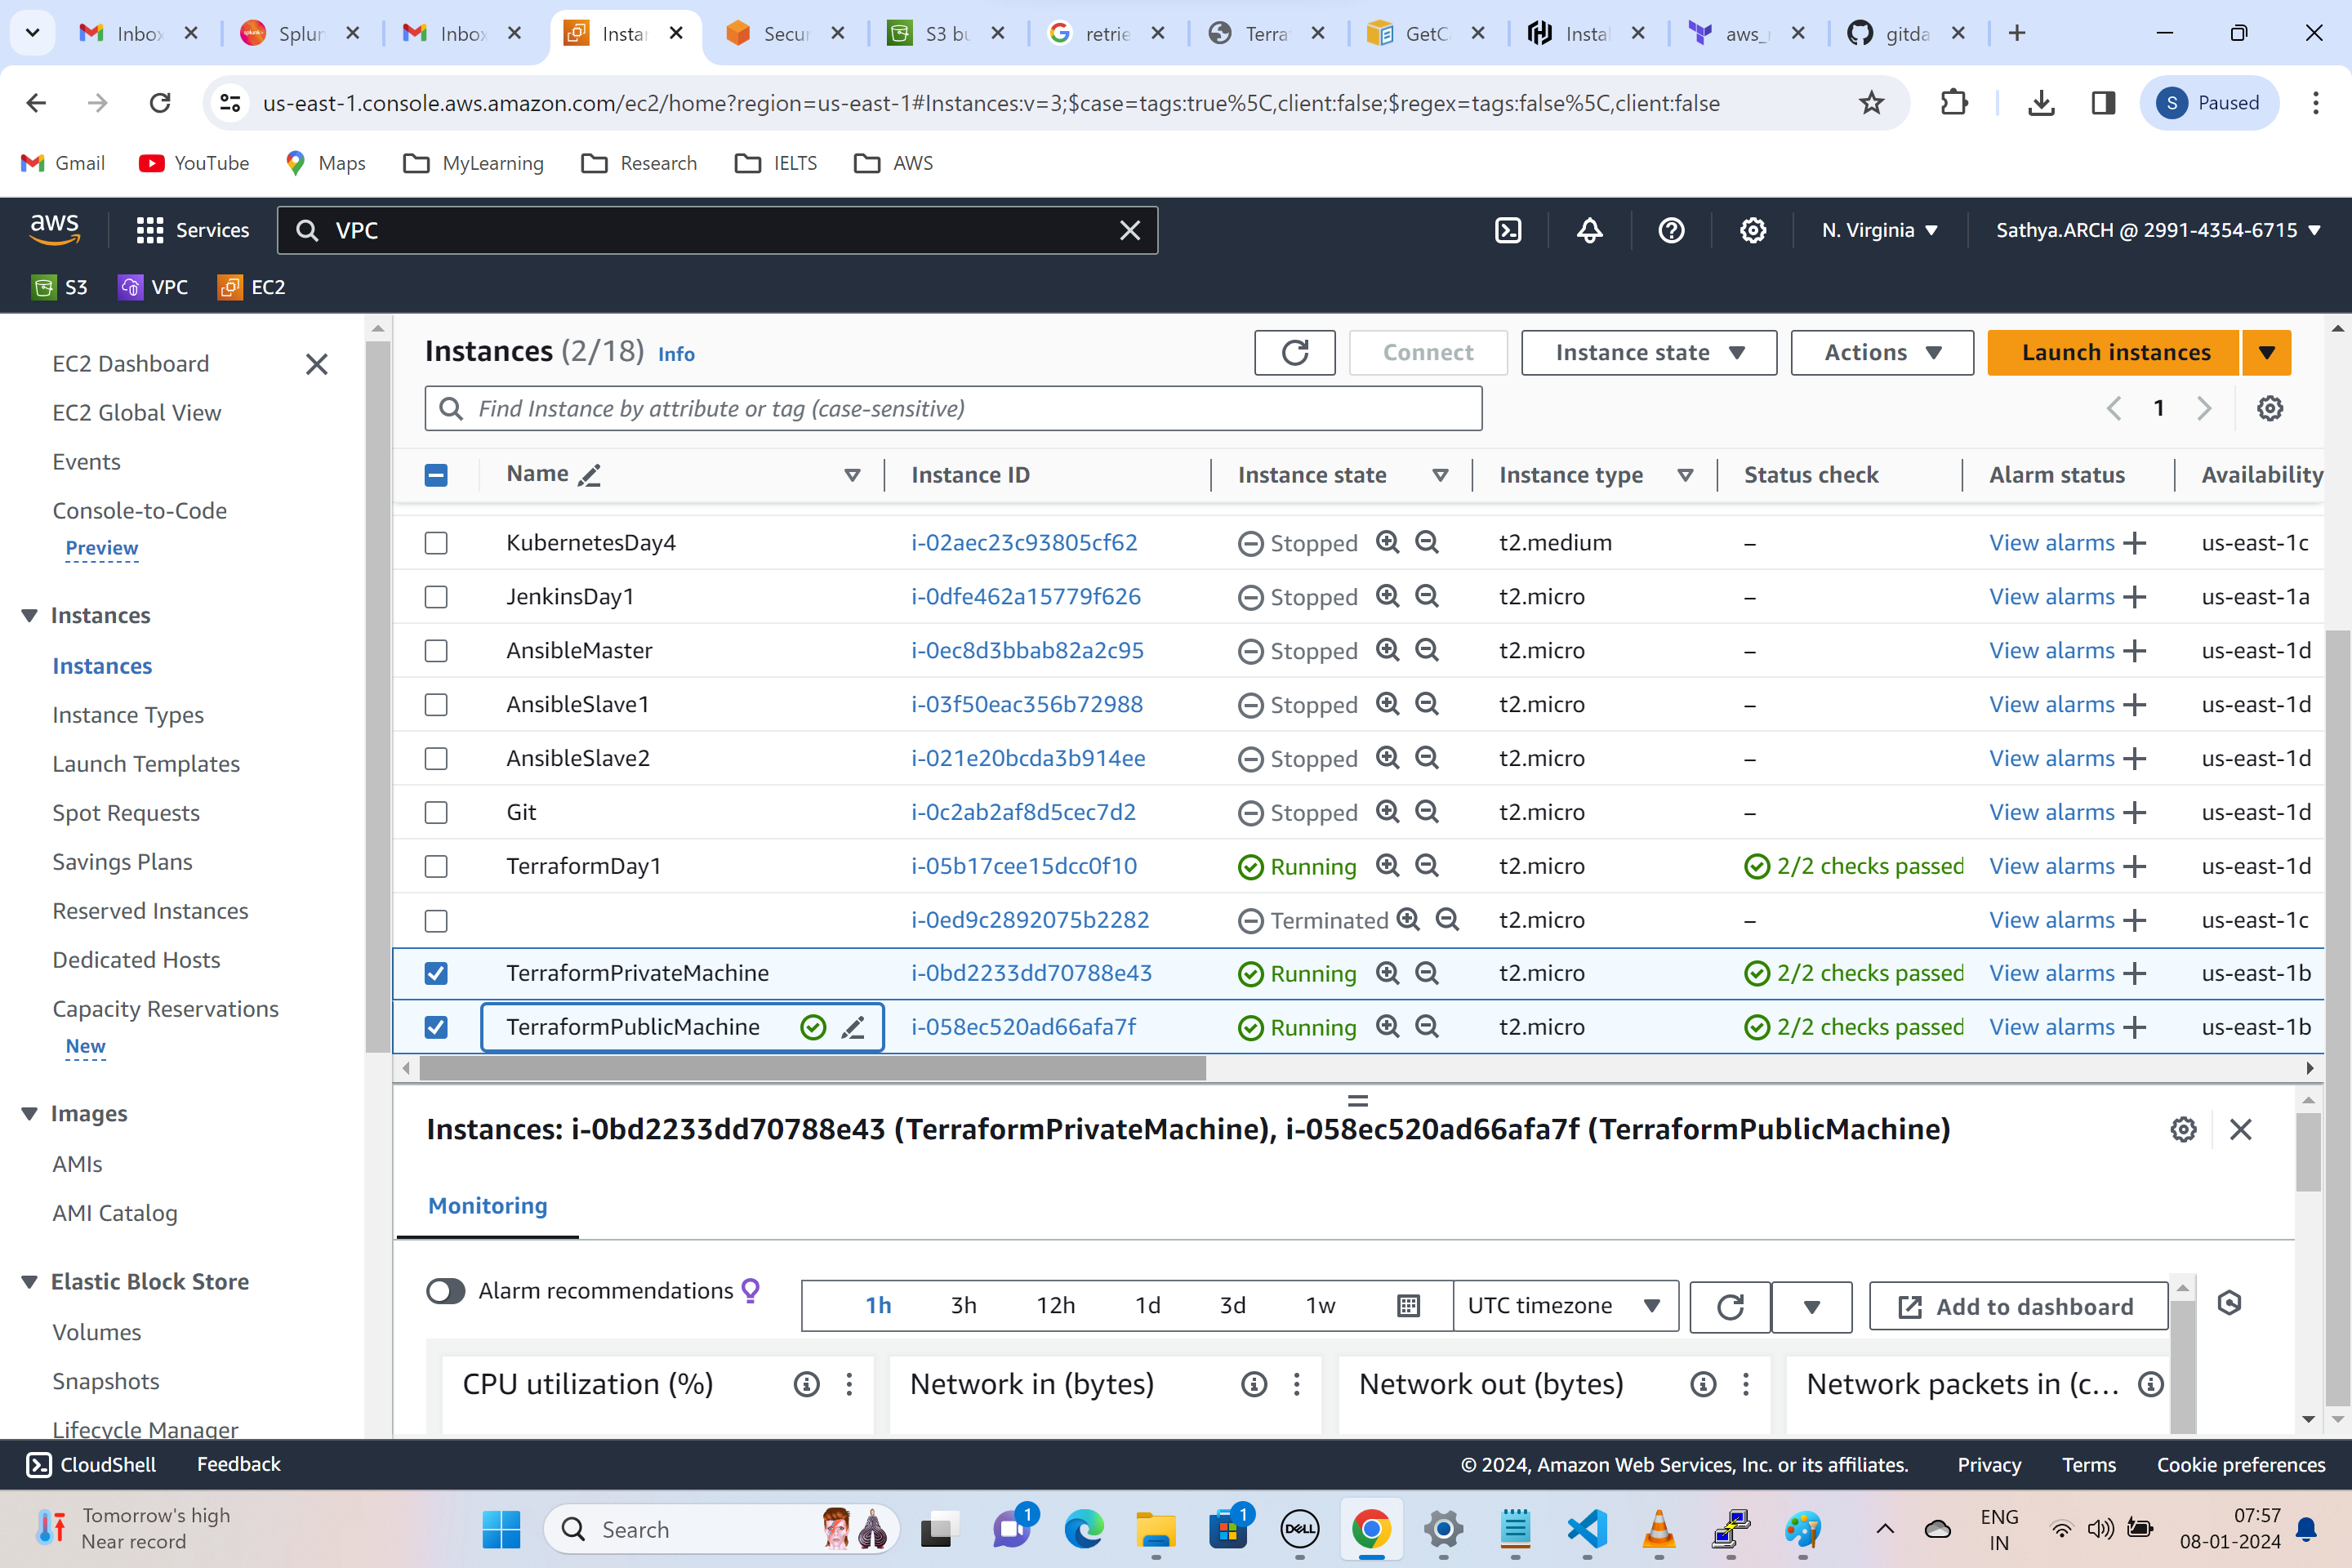 Inbox
Splun
Inbox
Instan
Secur
S3 bu
retrie
Terra
GetCa
Instal
aws_
gitda
us-east-1.console.aws.amazon.com/ec2/home?region=us-east-1#Instances:v=3;$case=tags:true%5C,client:false;$regex=tags:false%5C,client:false
S Paused
Gmail YouTube Maps MyLearning Research IELTS AWS
aws Services VPC N. Virginia Sathya.ARCH @ 2991-4354-6715
S3 VPC EC2
EC2 Dashboard
EC2 Global View
Events
Console-to-Code
Preview
Instances
Instances
Instance Types
Launch Templates
Spot Requests
Savings Plans
Reserved Instances
Dedicated Hosts
Capacity Reservations
New
Images
AMIs
AMI Catalog
Elastic Block Store
Volumes
Snapshots
Lifecycle Manager
Instances (2/18) Info Connect Instance state Actions Launch instances
Find Instance by attribute or tag (case-sensitive) 1
Name Instance ID Instance state Instance type Status check Alarm status Availability
KubernetesDay4 i-02aec23c93805cf62 Stopped t2.medium – View alarms + us-east-1c
JenkinsDay1 i-0dfe462a15779f626 Stopped t2.micro – View alarms + us-east-1a
AnsibleMaster i-0ec8d3bbab82a2c95 Stopped t2.micro – View alarms + us-east-1d
AnsibleSlave1 i-03f50eac356b72988 Stopped t2.micro – View alarms + us-east-1d
AnsibleSlave2 i-021e20bcda3b914ee Stopped t2.micro – View alarms + us-east-1d
Git i-0c2ab2af8d5cec7d2 Stopped t2.micro – View alarms + us-east-1d
TerraformDay1 i-05b17cee15dcc0f10 Running t2.micro 2/2 checks passed View alarms + us-east-1d
i-0ed9c2892075b2282 Terminated t2.micro – View alarms + us-east-1c
TerraformPrivateMachine i-0bd2233dd70788e43 Running t2.micro 2/2 checks passed View alarms + us-east-1b
TerraformPublicMachine i-058ec520ad66afa7f Running t2.micro 2/2 checks passed View alarms + us-east-1b
Instances: i-0bd2233dd70788e43 (TerraformPrivateMachine), i-058ec520ad66afa7f (TerraformPublicMachine)
Monitoring
Alarm recommendations 1h 3h 12h 1d 3d 1w UTC timezone Add to dashboard
CPU utilization (%) Network in (bytes) Network out (bytes) Network packets in (c...
CloudShell Feedback © 2024, Amazon Web Services, Inc. or its affiliates. Privacy Terms Cookie preferences
Tomorrow's high
Near record
Search
1
1
DELL
ENG
IN
07:57
08-01-2024